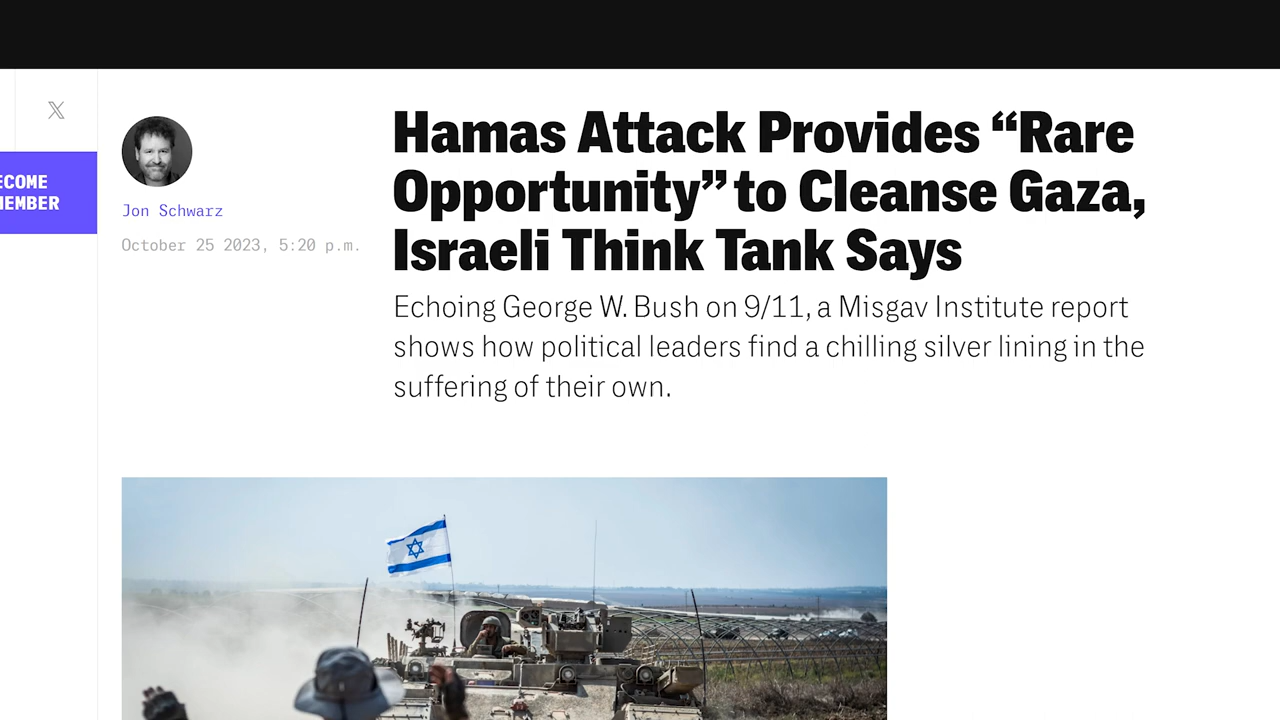 𝕏
ECOME
MEMBER
Jon Schwarz
October 25 2023, 5:20 p.m.
Hamas Attack Provides “Rare
Opportunity” to Cleanse Gaza,
Israeli Think Tank Says
Echoing George W. Bush on 9/11, a Misgav Institute report
shows how political leaders find a chilling silver lining in the
suffering of their own.